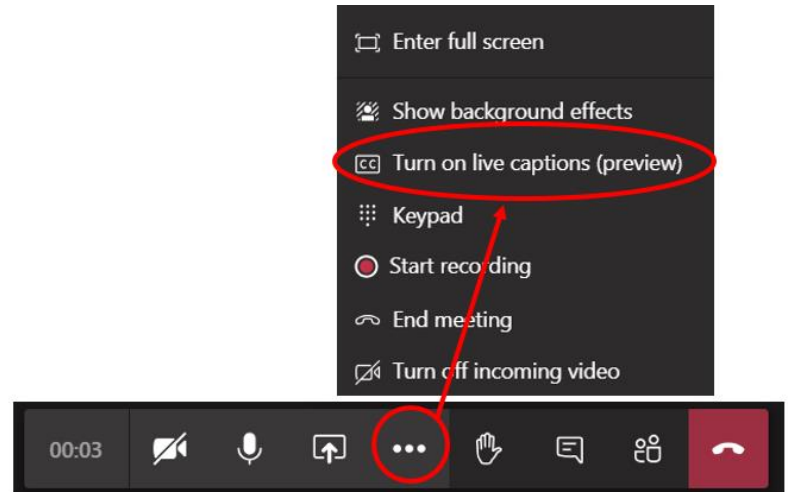 Enter full screen
Show background effects
CC Turn on live captions (preview)
Keypad
Start recording
End meeting
Turn off incoming video
00:03